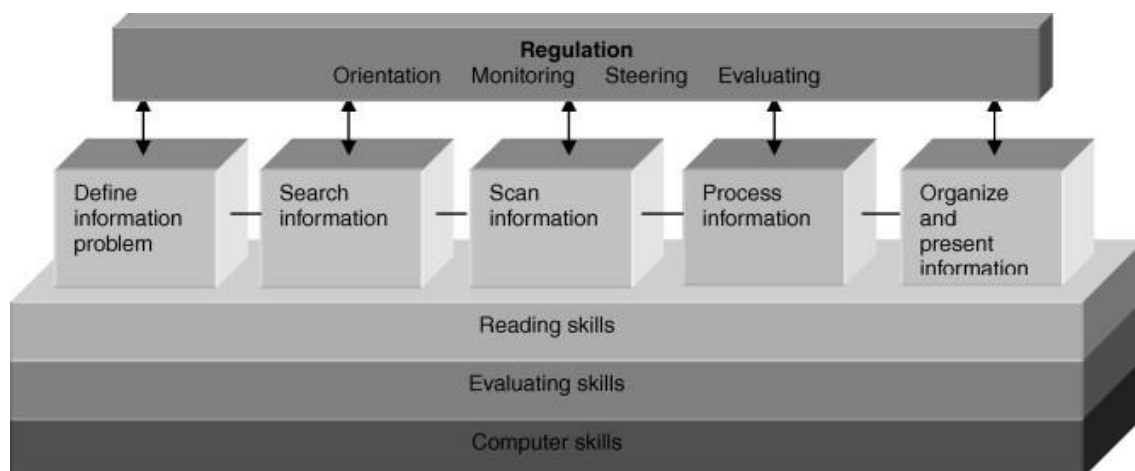 Regulation
Orientation Monitoring Steering Evaluating
Define
information
problem
Search
information
Scan
information
Process
information
Organize
and
present
information
Reading skills
Evaluating skills
Computer skills